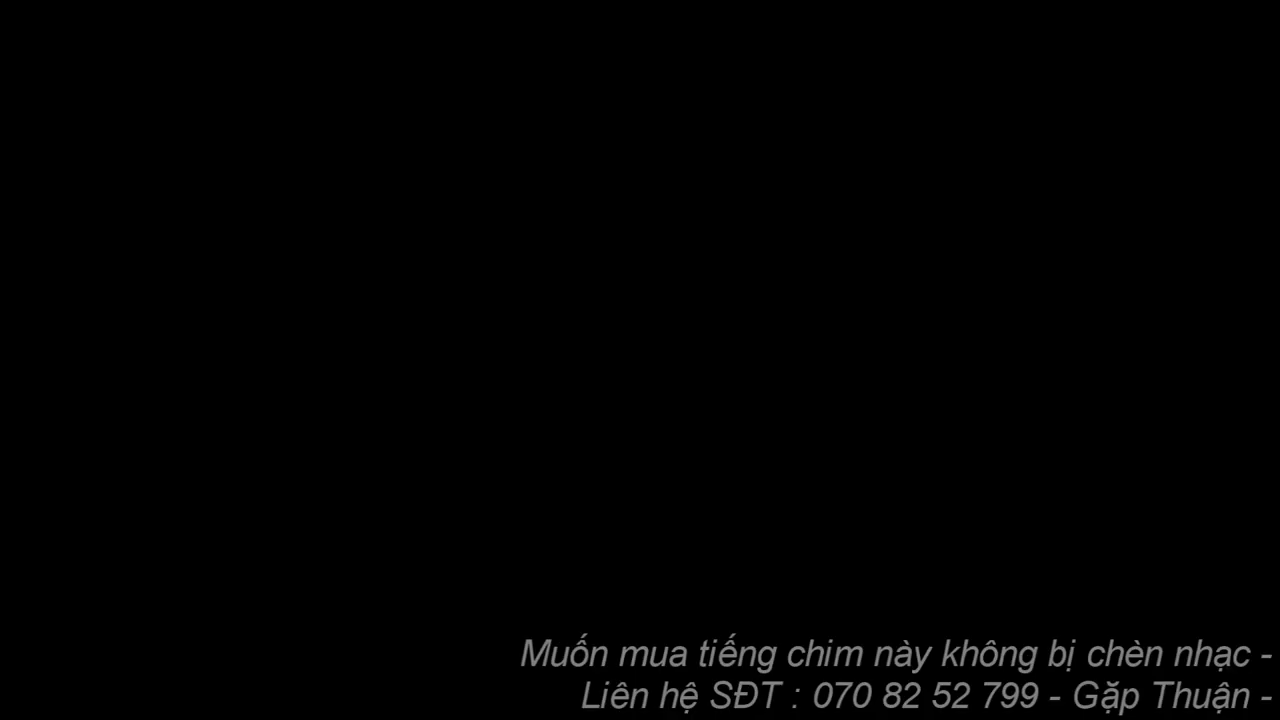 Muốn mua tiếng chim này không bị chèn nhạc -
Liên hệ SĐT : 070 82 52 799 - Gặp Thuận -